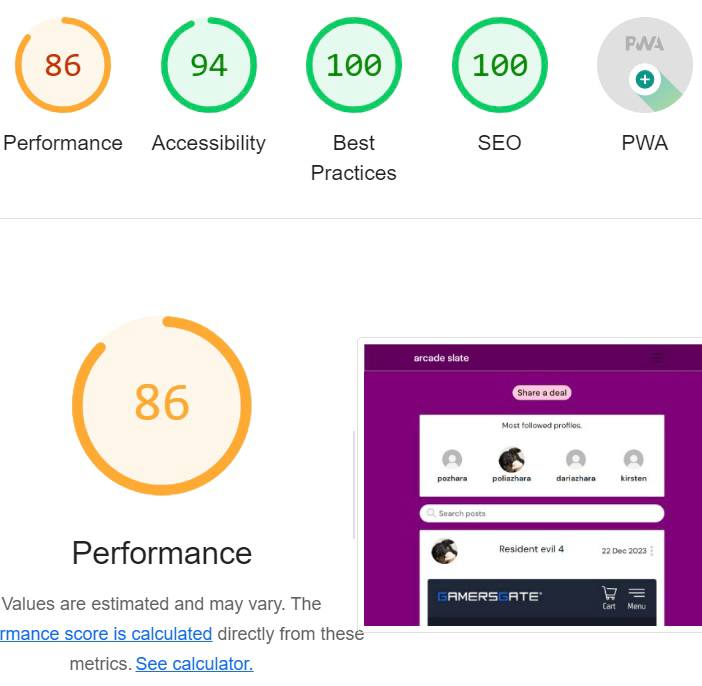 86 94 100 100 PWA
Performance Accessibility Best SEO PWA
Practices
86
Performance
Values are estimated and may vary. The
rmance score is calculated directly from these
metrics. See calculator.
arcade slate
Share a deal
Most followed profiles.
pozhara poliazhara dariazhara kirsten
Search posts
Resident evil 4 22 Dec 2023
GAMERSGATE
Cart Menu